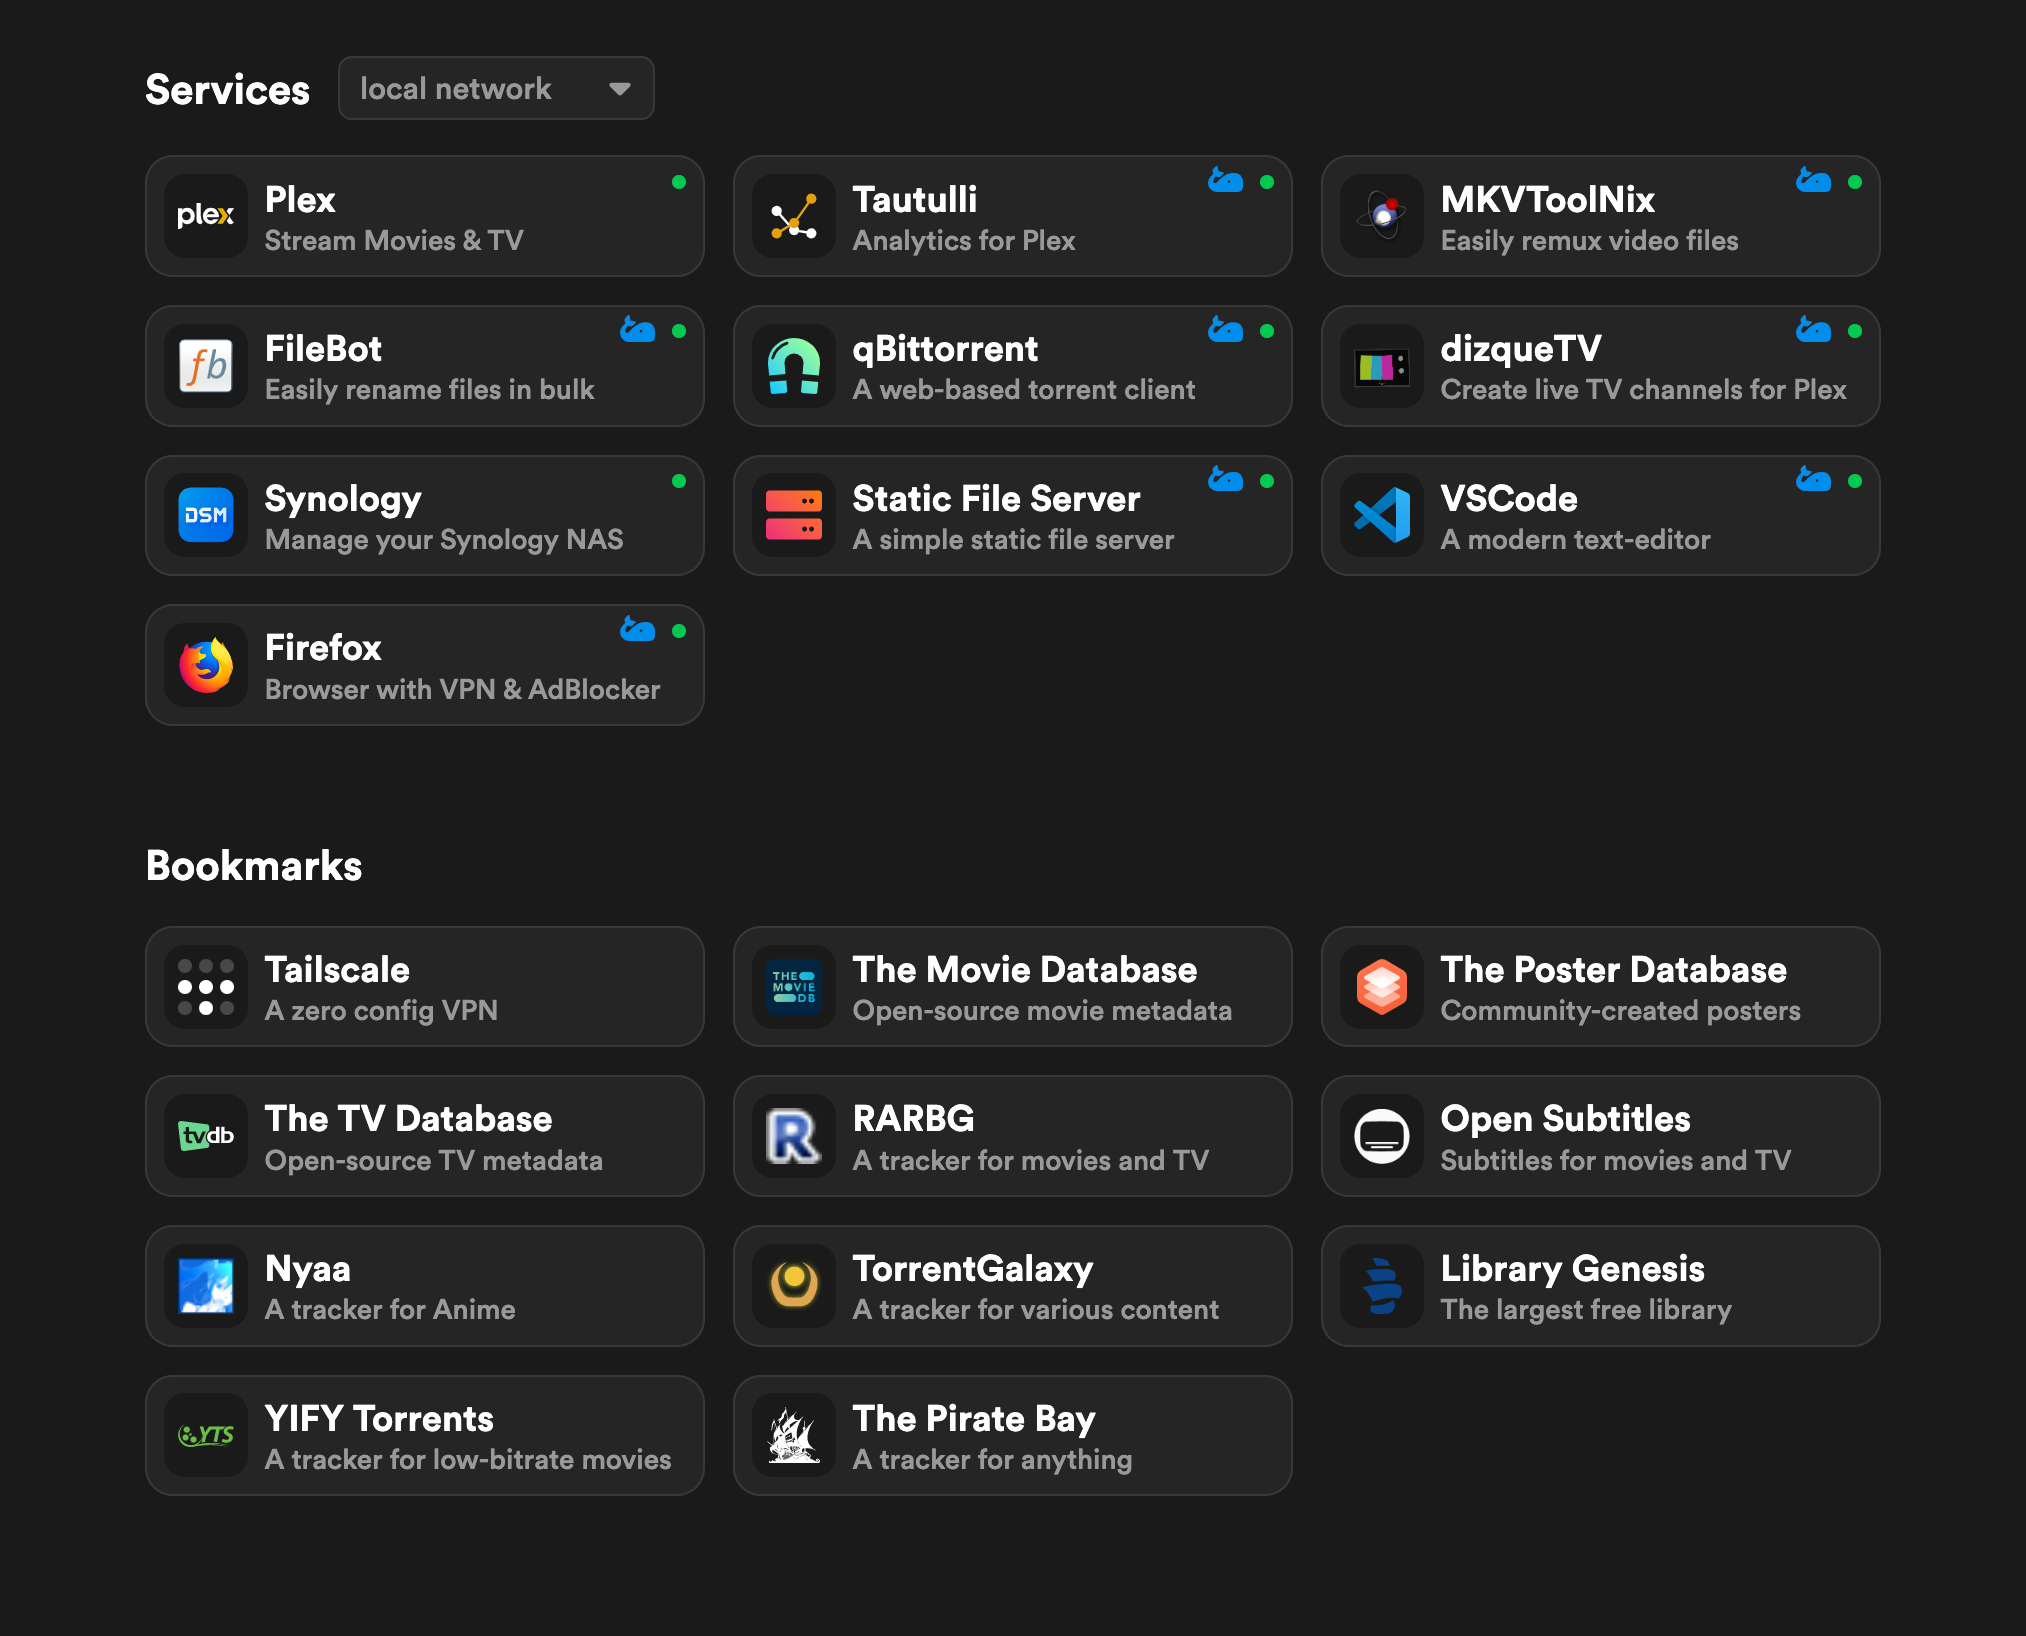 Services
local network
plex
Plex
Stream Movies & TV
Tautulli
Analytics for Plex
MKVToolNix
Easily remux video files
fb
FileBot
Easily rename files in bulk
qBittorrent
A web-based torrent client
dizqueTV
Create live TV channels for Plex
DSM
Synology
Manage your Synology NAS
Static File Server
A simple static file server
VSCode
A modern text-editor
Firefox
Browser with VPN & AdBlocker
Bookmarks
Tailscale
A zero config VPN
THE
MOVIE
DB
The Movie Database
Open-source movie metadata
The Poster Database
Community-created posters
tvdb
The TV Database
Open-source TV metadata
R
RARBG
A tracker for movies and TV
Open Subtitles
Subtitles for movies and TV
Nyaa
A tracker for Anime
TorrentGalaxy
A tracker for various content
Library Genesis
The largest free library
YTS
YIFY Torrents
A tracker for low-bitrate movies
The Pirate Bay
A tracker for anything